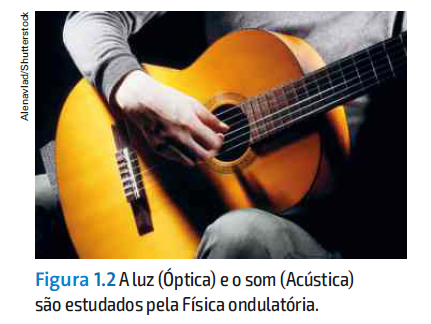 Alenavlad/Shutterstock
Figura 1.2 A luz (Óptica) e o som (Acústica)
são estudados pela Física ondulatória.